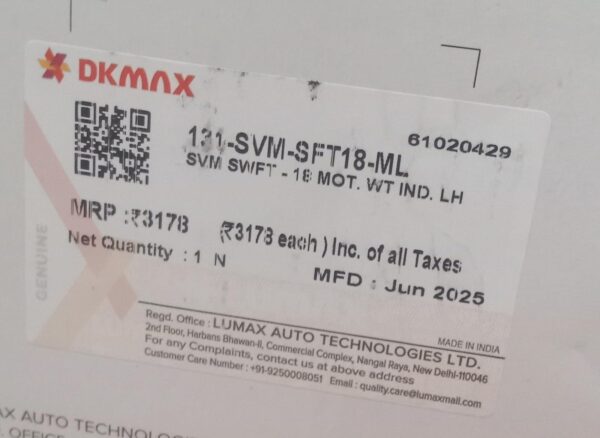 DKMAX
131-SVM-SFT18-ML
61020429
SVM SWFT - 18 MOT. WT IND. LH
MRP :₹3178 (₹3178 each ) Inc. of all Taxes
Net Quantity : 1 N
MFD : Jun 2025
GENUINE
MADE IN INDIA
Regd. Office : LUMAX AUTO TECHNOLOGIES LTD.
2nd Floor, Harbans Bhawan-II, Commercial Complex, Nangal Raya, New Delhi-110046
For any Complaints, contact us at above address
Customer Care Number : +91-9250008051 Email : quality.care@lumaxmail.com
AX AUTO TECHNOLO
OFFICE